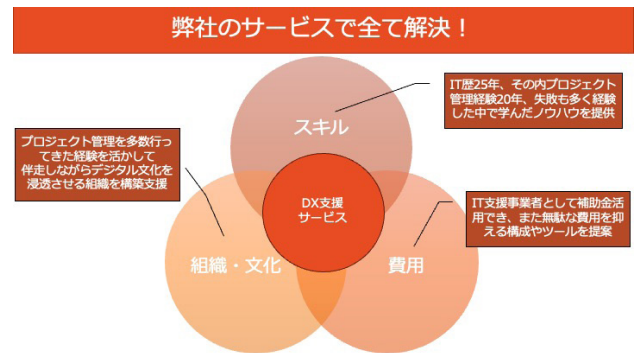 弊社のサービスで全て解決！
IT歴25年、その内プロジェクト
管理経験20年、失敗も多く経験
した中で学んだノウハウを提供
スキル
プロジェクト管理を多数行っ
てきた経験を活かして
伴走しながらデジタル文化を
浸透させる組織を構築支援
DX支援
サービス
IT支援事業者として補助金活
用でき、また無駄な費用を抑
える構成やツールを提案
組織・文化
費用